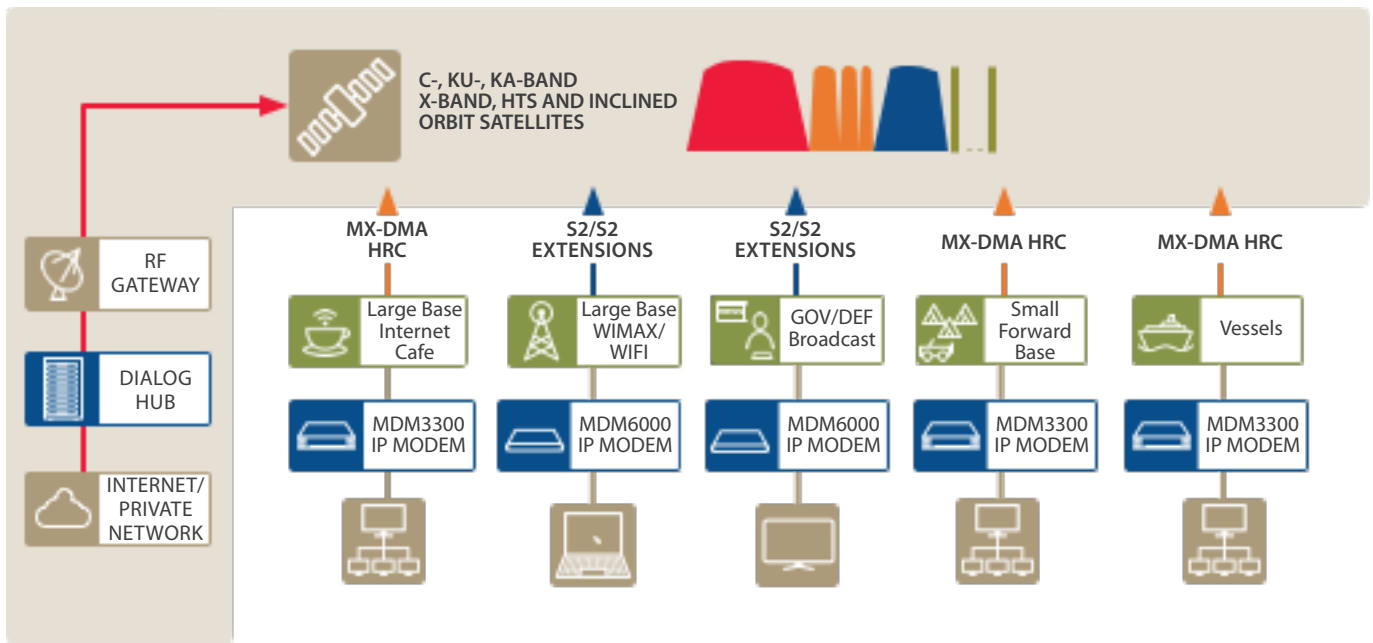 C-, KU-, KA-BAND
X-BAND, HTS AND INCLINED
ORBIT SATELLITES
RF
GATEWAY
DIALOG
HUB
INTERNET/
PRIVATE
NETWORK
MX-DMA
HRC
Large Base
Internet
Cafe
MDM3300
IP MODEM
S2/S2
EXTENSIONS
Large Base
WIMAX/
WIFI
MDM6000
IP MODEM
S2/S2
EXTENSIONS
GOV/DEF
Broadcast
MDM6000
IP MODEM
MX-DMA HRC
Small
Forward
Base
MDM3300
IP MODEM
MX-DMA HRC
Vessels
MDM3300
IP MODEM